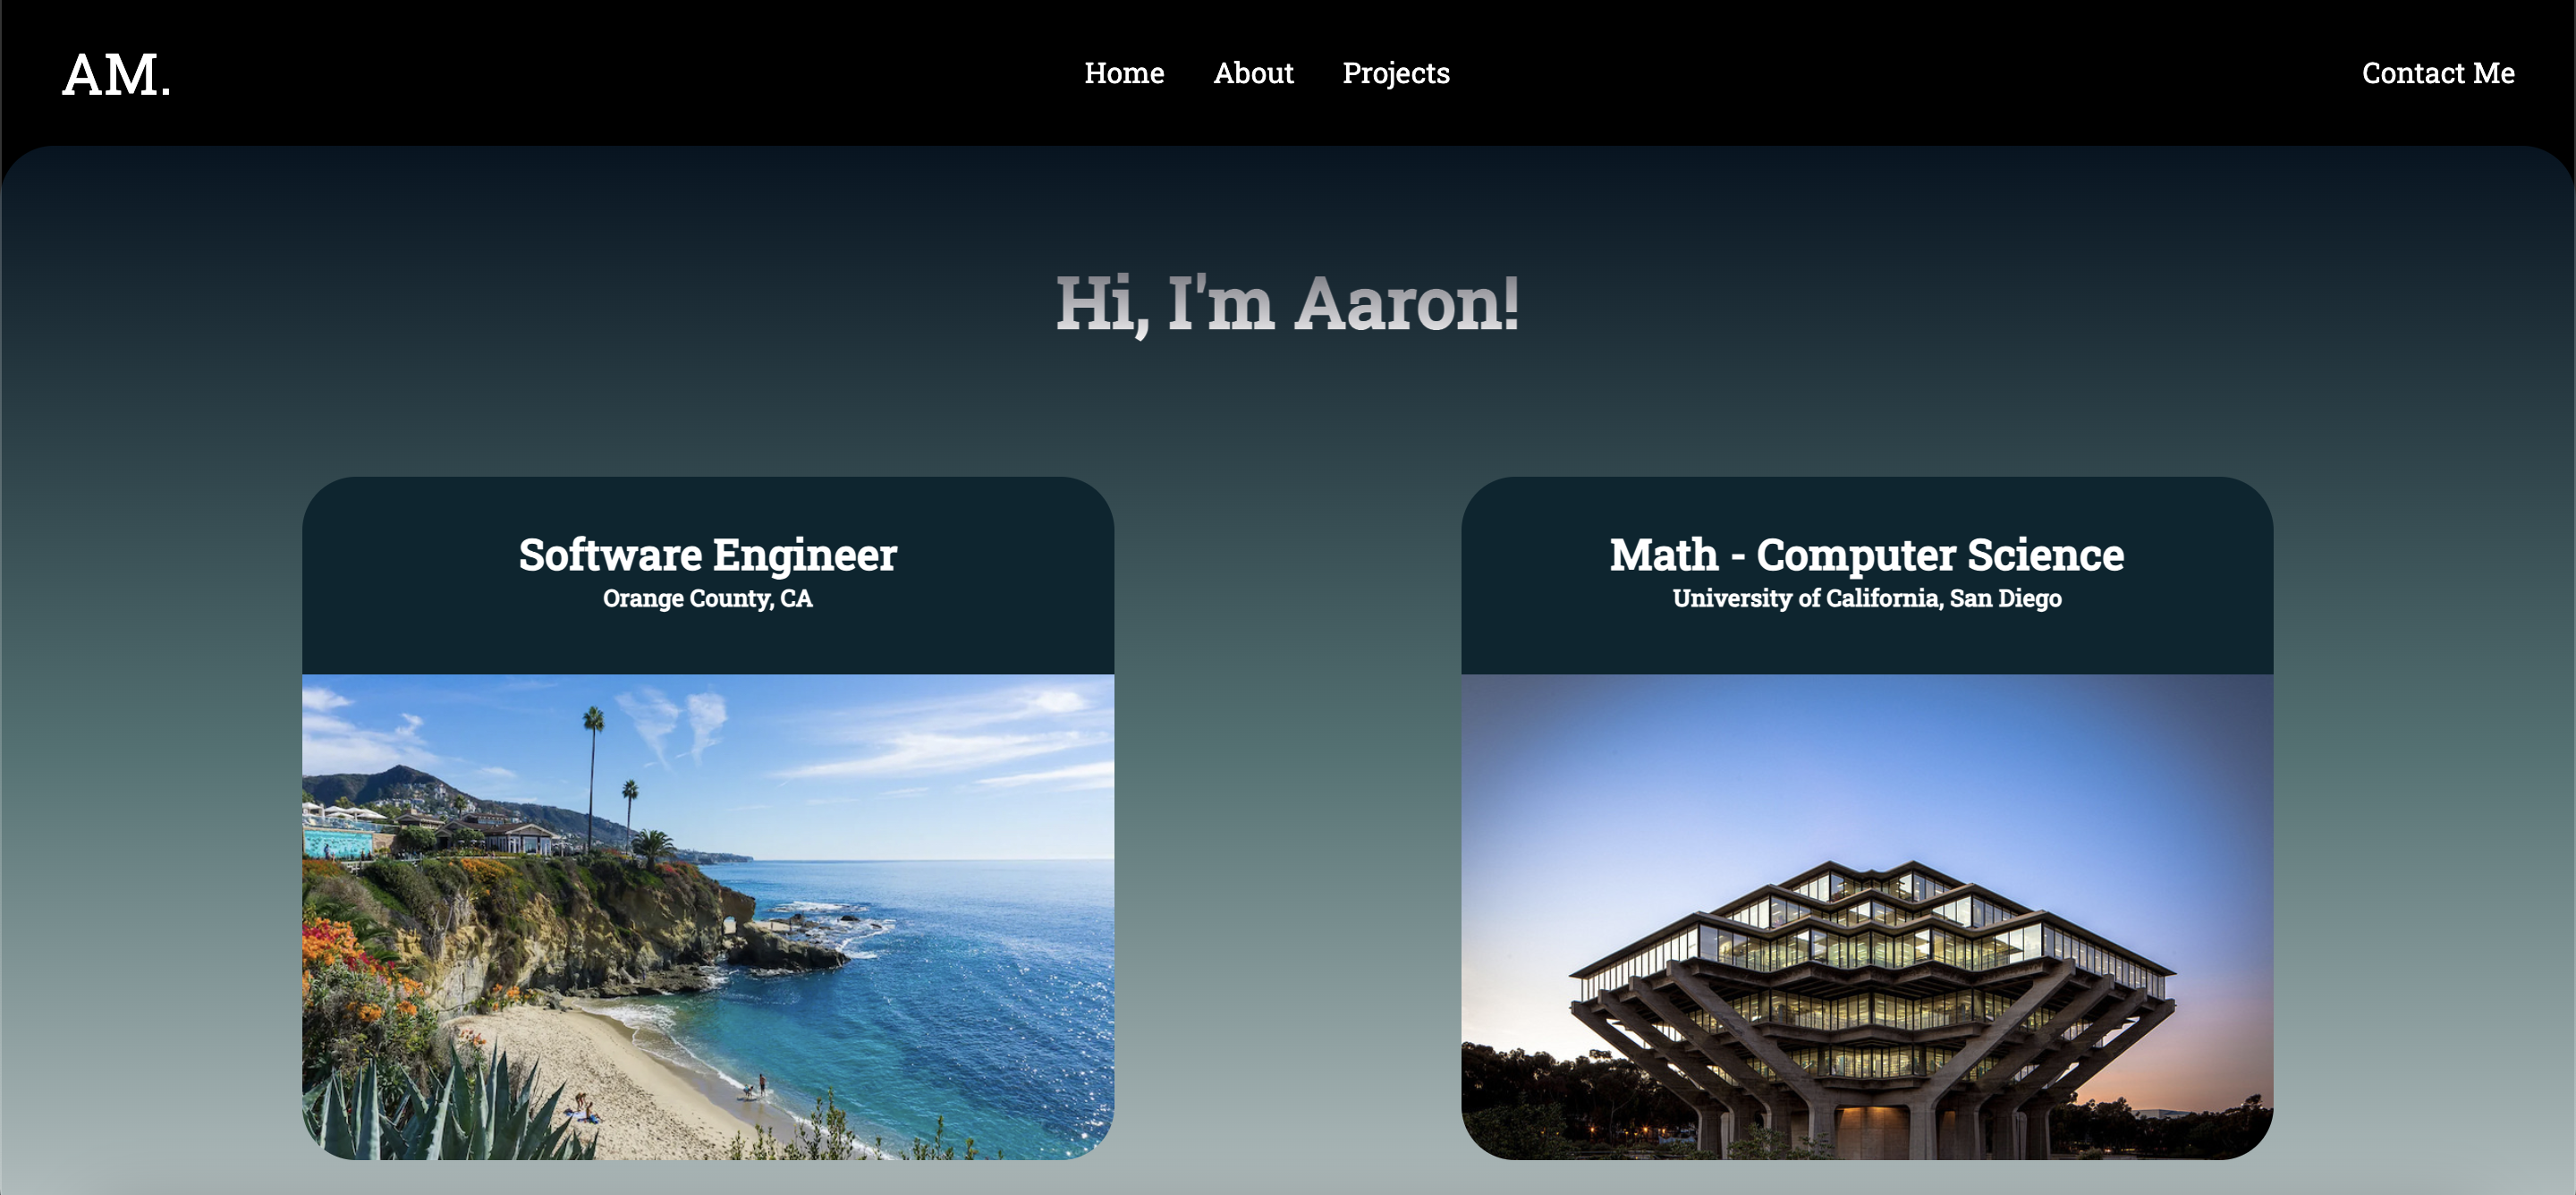 AM.
Home About Projects
Contact Me
Hi, I'm Aaron!
Software Engineer
Orange County, CA
Math - Computer Science
University of California, San Diego